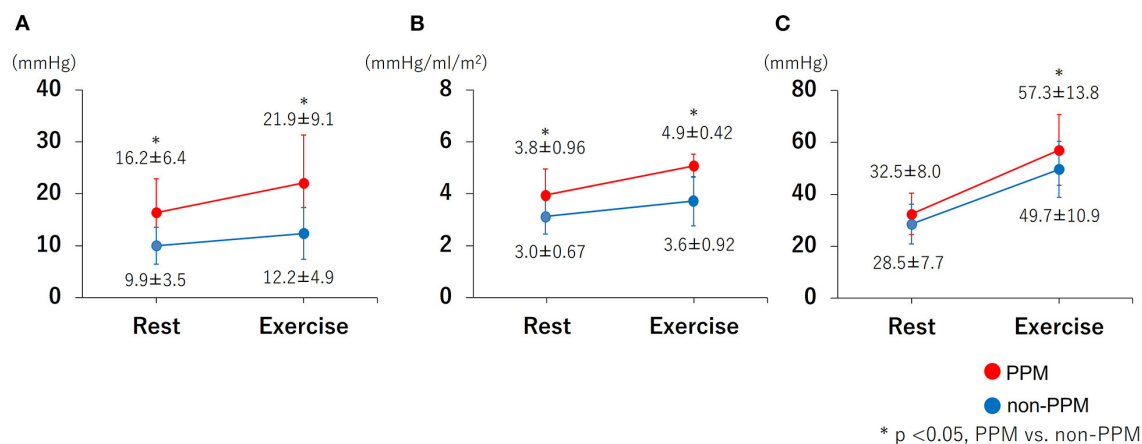 A
(mmHg)
40
30
20
10
0
*
16.2±6.4
*
21.9±9.1
9.9±3.5
12.2±4.9
Rest
Exercise
B
(mmHg/ml/m²)
8
6
4
2
0
*
3.8±0.96
*
4.9±0.42
3.0±0.67
3.6±0.92
Rest
Exercise
C
(mmHg)
80
60
40
20
0
32.5±8.0
*
57.3±13.8
28.5±7.7
49.7±10.9
Rest
Exercise
PPM
non-PPM
* p <0.05, PPM vs. non-PPM